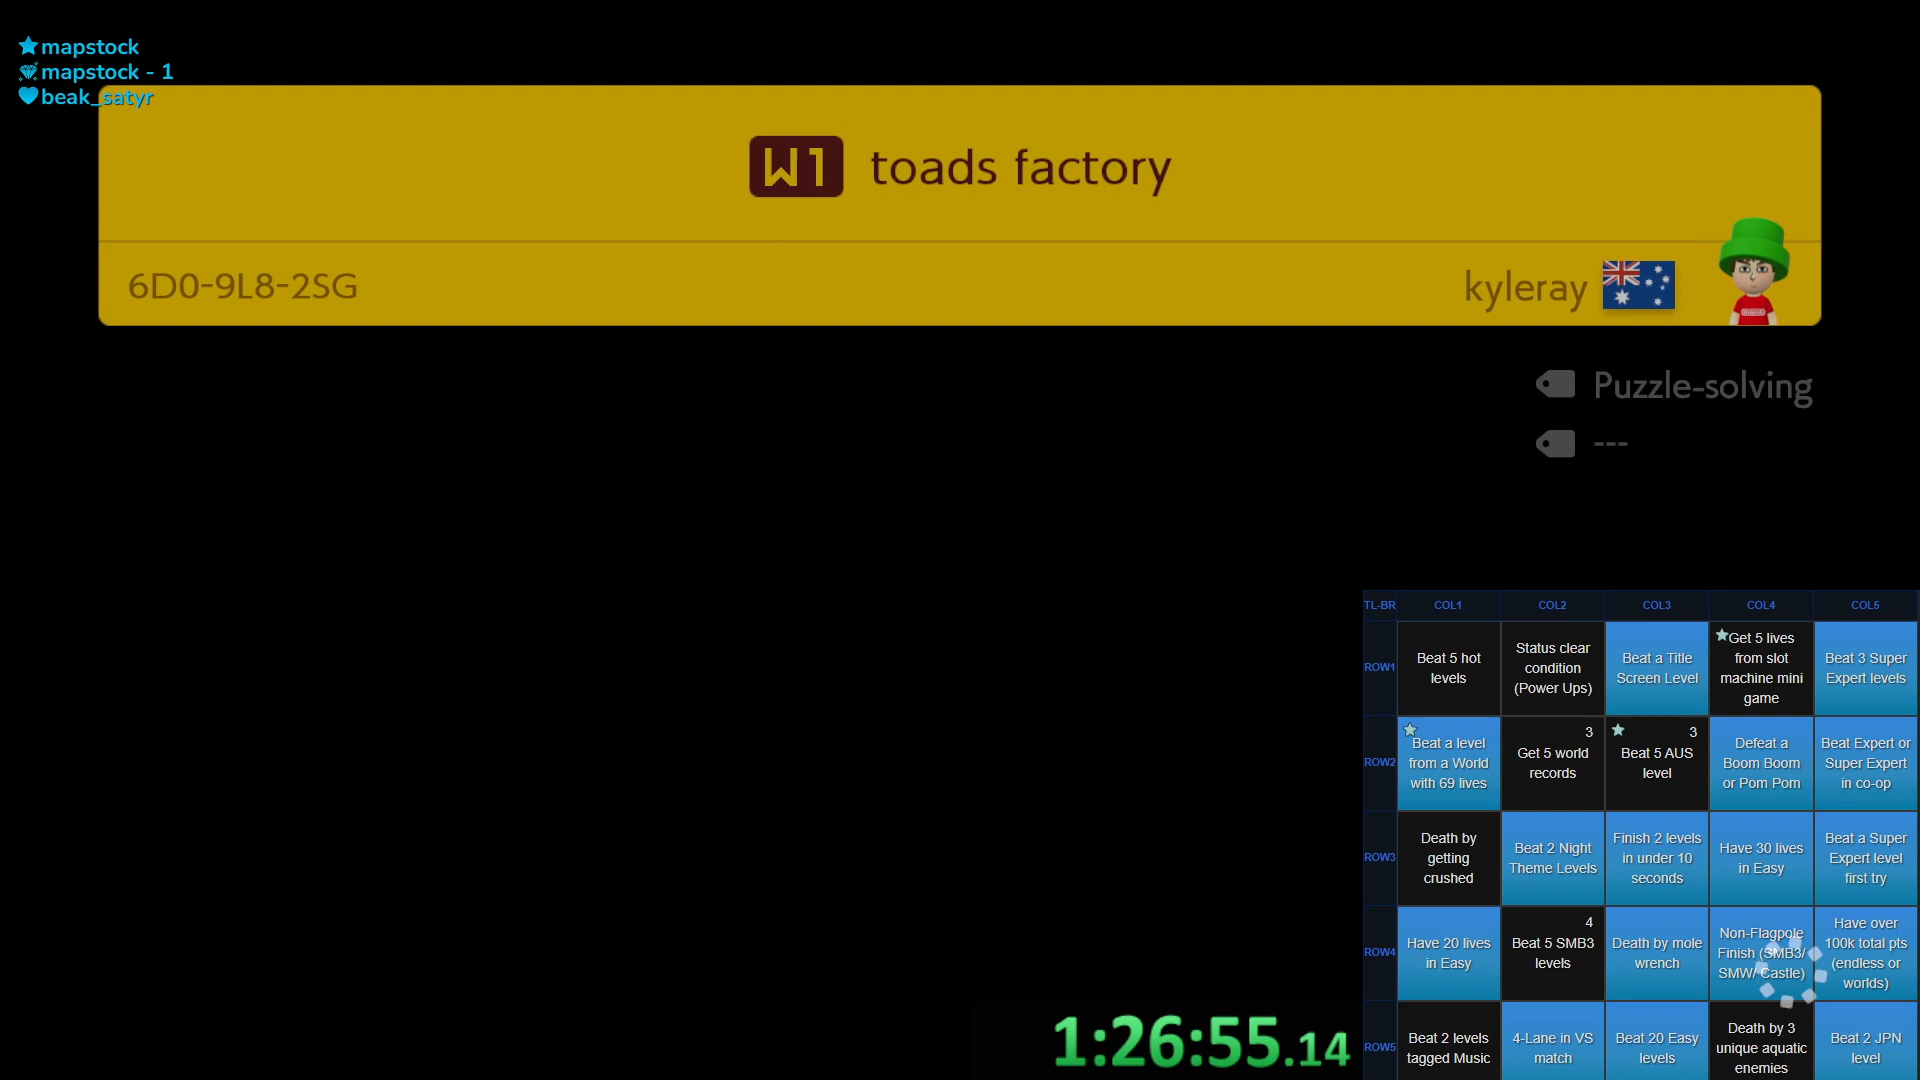 mapstock
mapstock - 1
beak_satyr
W1 toads factory
6D0-9L8-2SG
kyleray
Puzzle-solving
---
TL-BR COL1 COL2 COL3 COL4 COL5
ROW1
Beat 5 hot
levels
Status clear
condition
(Power Ups)
Beat a Title
Screen Level
Get 5 lives
from slot
machine mini
game
Beat 3 Super
Expert levels
ROW2
Beat a level
from a World
with 69 lives
3
Get 5 world
records
3
Beat 5 AUS
level
Defeat a
Boom Boom
or Pom Pom
Beat Expert or
Super Expert
in co-op
ROW3
Death by
getting
crushed
Beat 2 Night
Theme Levels
Finish 2 levels
in under 10
seconds
Have 30 lives
in Easy
Beat a Super
Expert level
first try
ROW4
Have 20 lives
in Easy
4
Beat 5 SMB3
levels
Death by mole
wrench
Non-Flagpole
Finish (SMB3/
SMW/ Castle)
Have over
100k total pts
(endless or
worlds)
ROW5
Beat 2 levels
tagged Music
4-Lane in VS
match
Beat 20 Easy
levels
Death by 3
unique aquatic
enemies
Beat 2 JPN
level
1:26:55.14